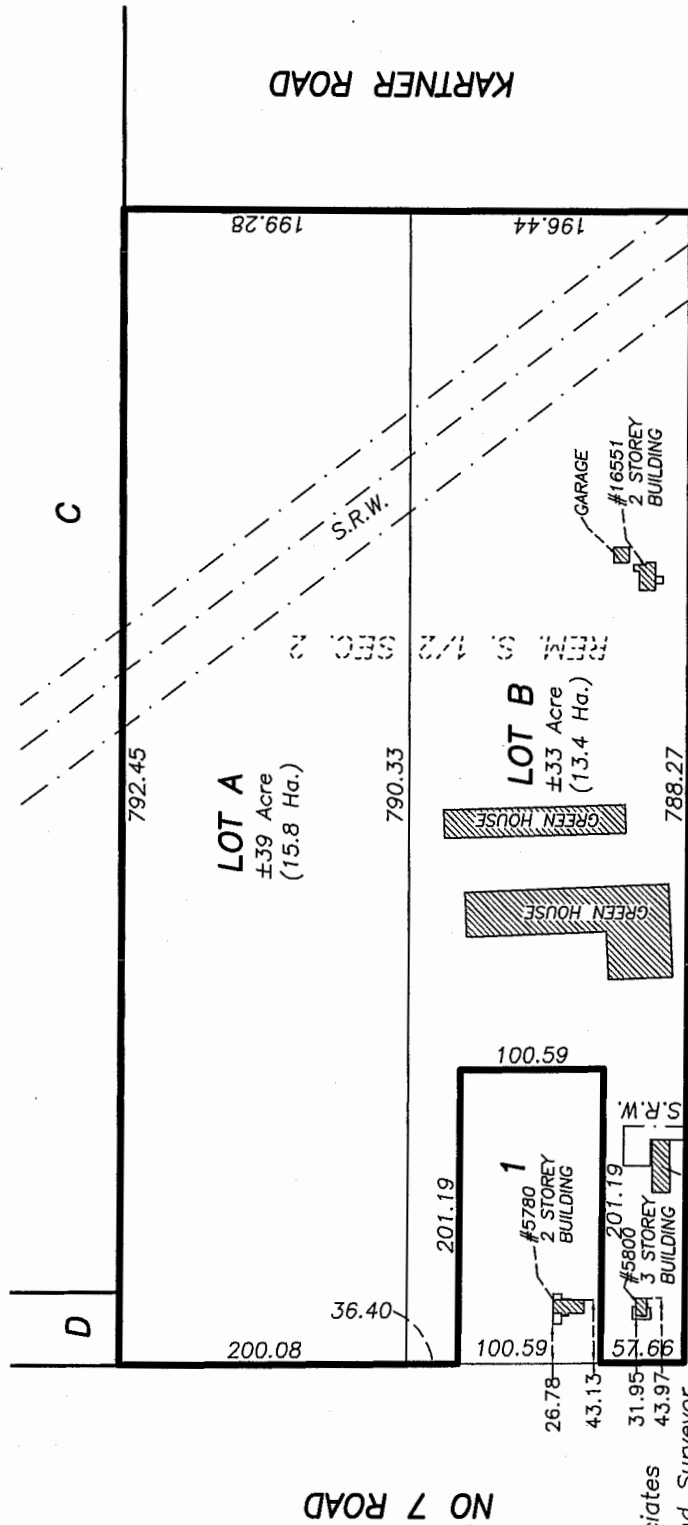 KARTNER ROAD
C
199.28
196.44
S.R.W.
GARAGE
#16551
2 STOREY
BUILDING
REM. S. 1/2 SEC. 2
792.45
LOT A
±39 Acre
(15.8 Ha.)
790.33
LOT B
±33 Acre
(13.4 Ha.)
788.27
GREEN HOUSE
GREEN HOUSE
100.59
S.R.W.
201.19
1
#5780
2 STOREY
BUILDING
201.19
#5800
3 STOREY
BUILDING
D
36.40
200.08
100.59
57.66
26.78
43.13
31.95
43.97
NO 7 ROAD
ciates
nd Surveyor